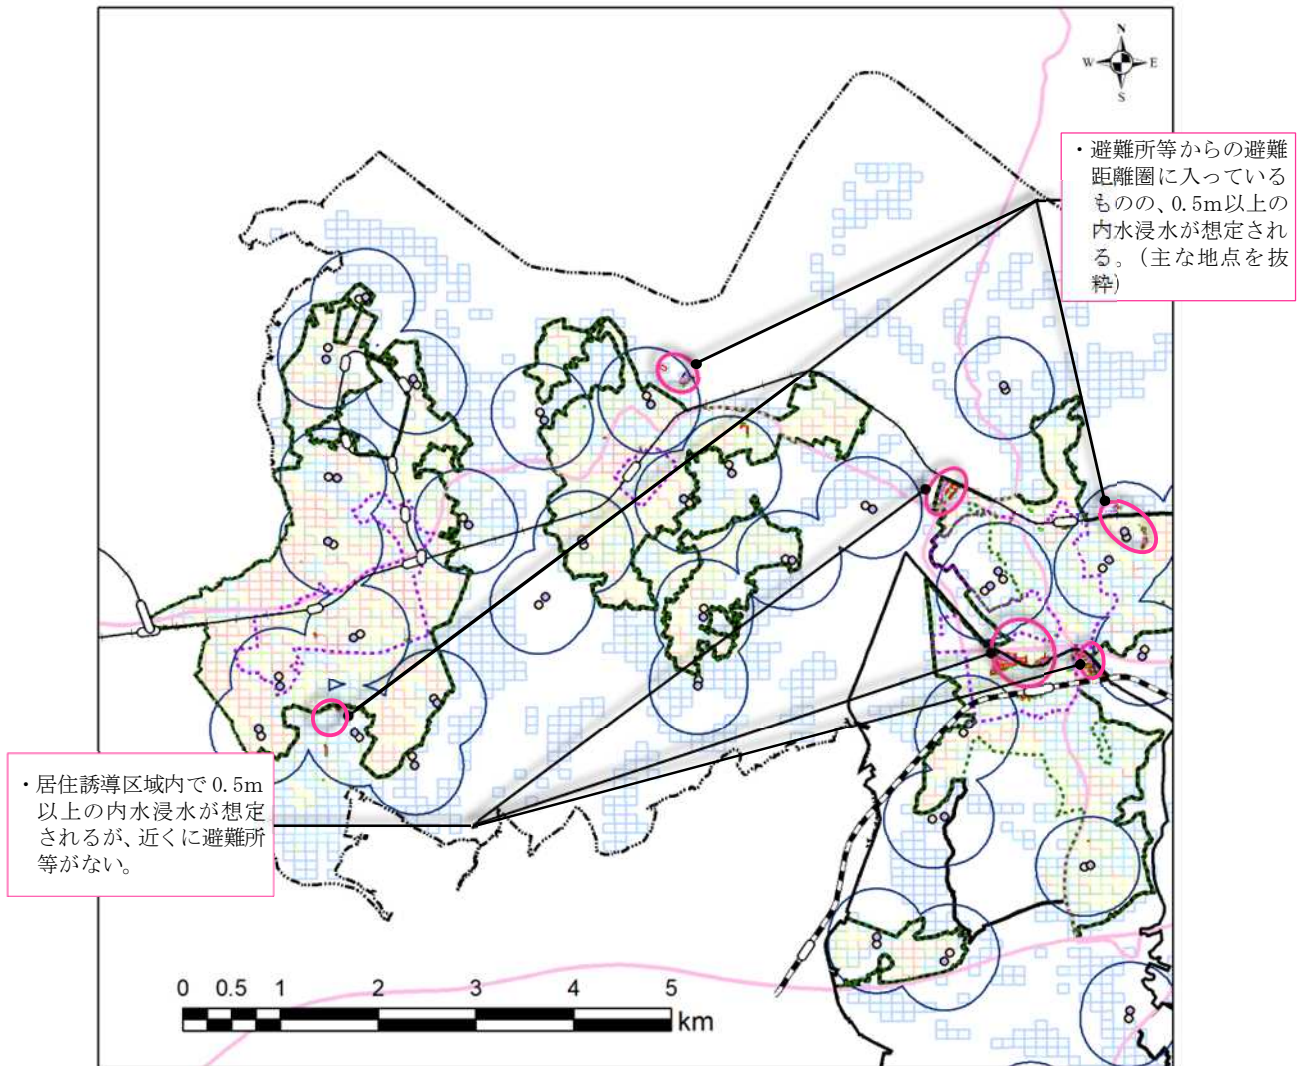 N
W E
S
・避難所等からの避難
距離圏に入っている
ものの、0.5m以上の
内水浸水が想定され
る。（主な地点を抜
粋）
・居住誘導区域内で0.5m
以上の内水浸水が想定
されるが、近くに避難所
等がない。
0 0.5 1 2 3 4 5
km